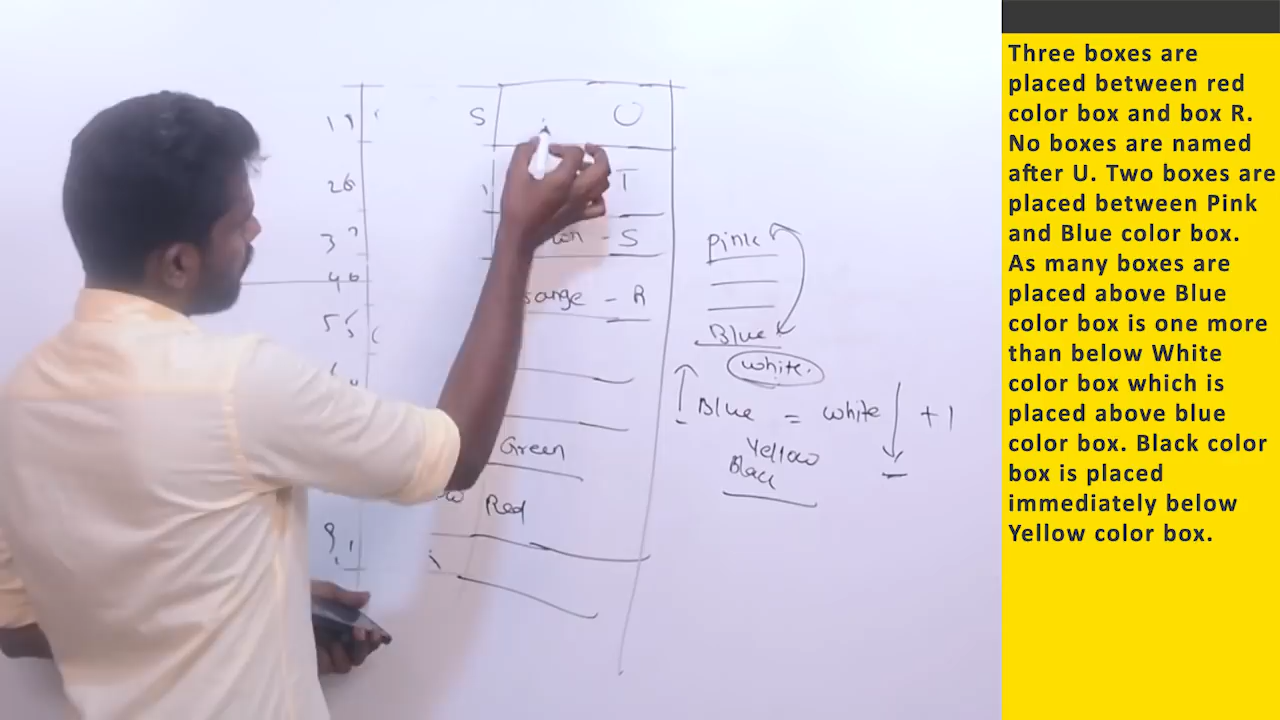 S U
T
S
R
Green
Red
Pink
Blue
white.
Blue = white + 1
Yellow
Black
Three boxes are
placed between red
color box and box R.
No boxes are named
after U. Two boxes are
placed between Pink
and Blue color box.
As many boxes are
placed above Blue
color box is one more
than below White
color box which is
placed above blue
color box. Black color
box is placed
immediately below
Yellow color box.